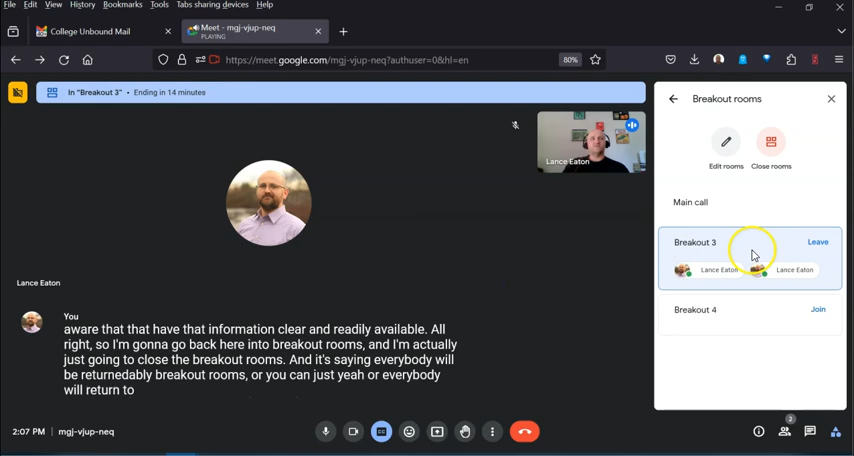 File Edit View History Bookmarks Tools Tabs sharing devices Help
College Unbound Mail
Meet - mgj-vjup-neq
PLAYING
https://meet.google.com/mgj-vjup-neq?authuser=0&hl=en
80%
In "Breakout 3" • Ending in 14 minutes
Lance Eaton
Lance Eaton
You
aware that that have that information clear and readily available. All
right, so I'm gonna go back here into breakout rooms, and I'm actually
just going to close the breakout rooms. And it's saying everybody will
be returnedably breakout rooms, or you can just yeah or everybody
will return to
Breakout rooms
Edit rooms Close rooms
Main call
Breakout 3 Leave
Lance Eaton Lance Eaton
Breakout 4 Join
2:07 PM | mgj-vjup-neq
CC
2